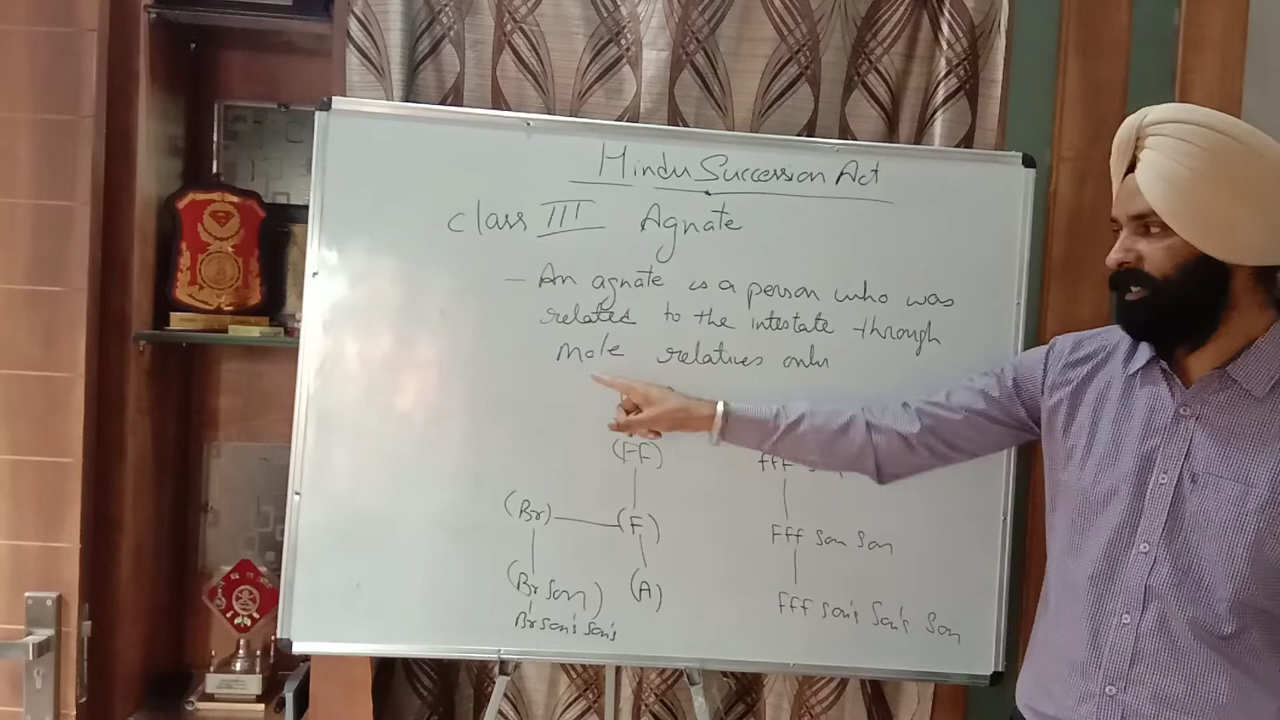 Hindu Succession Act
Class III Agnate
- An agnate is a person who was
related to the intestate through
male relatives only
(Ff)
fff
(Br) (F)
Fff Son Son
(Br Son) (A)
Br Son's Son's
Fff Son's Son's Son